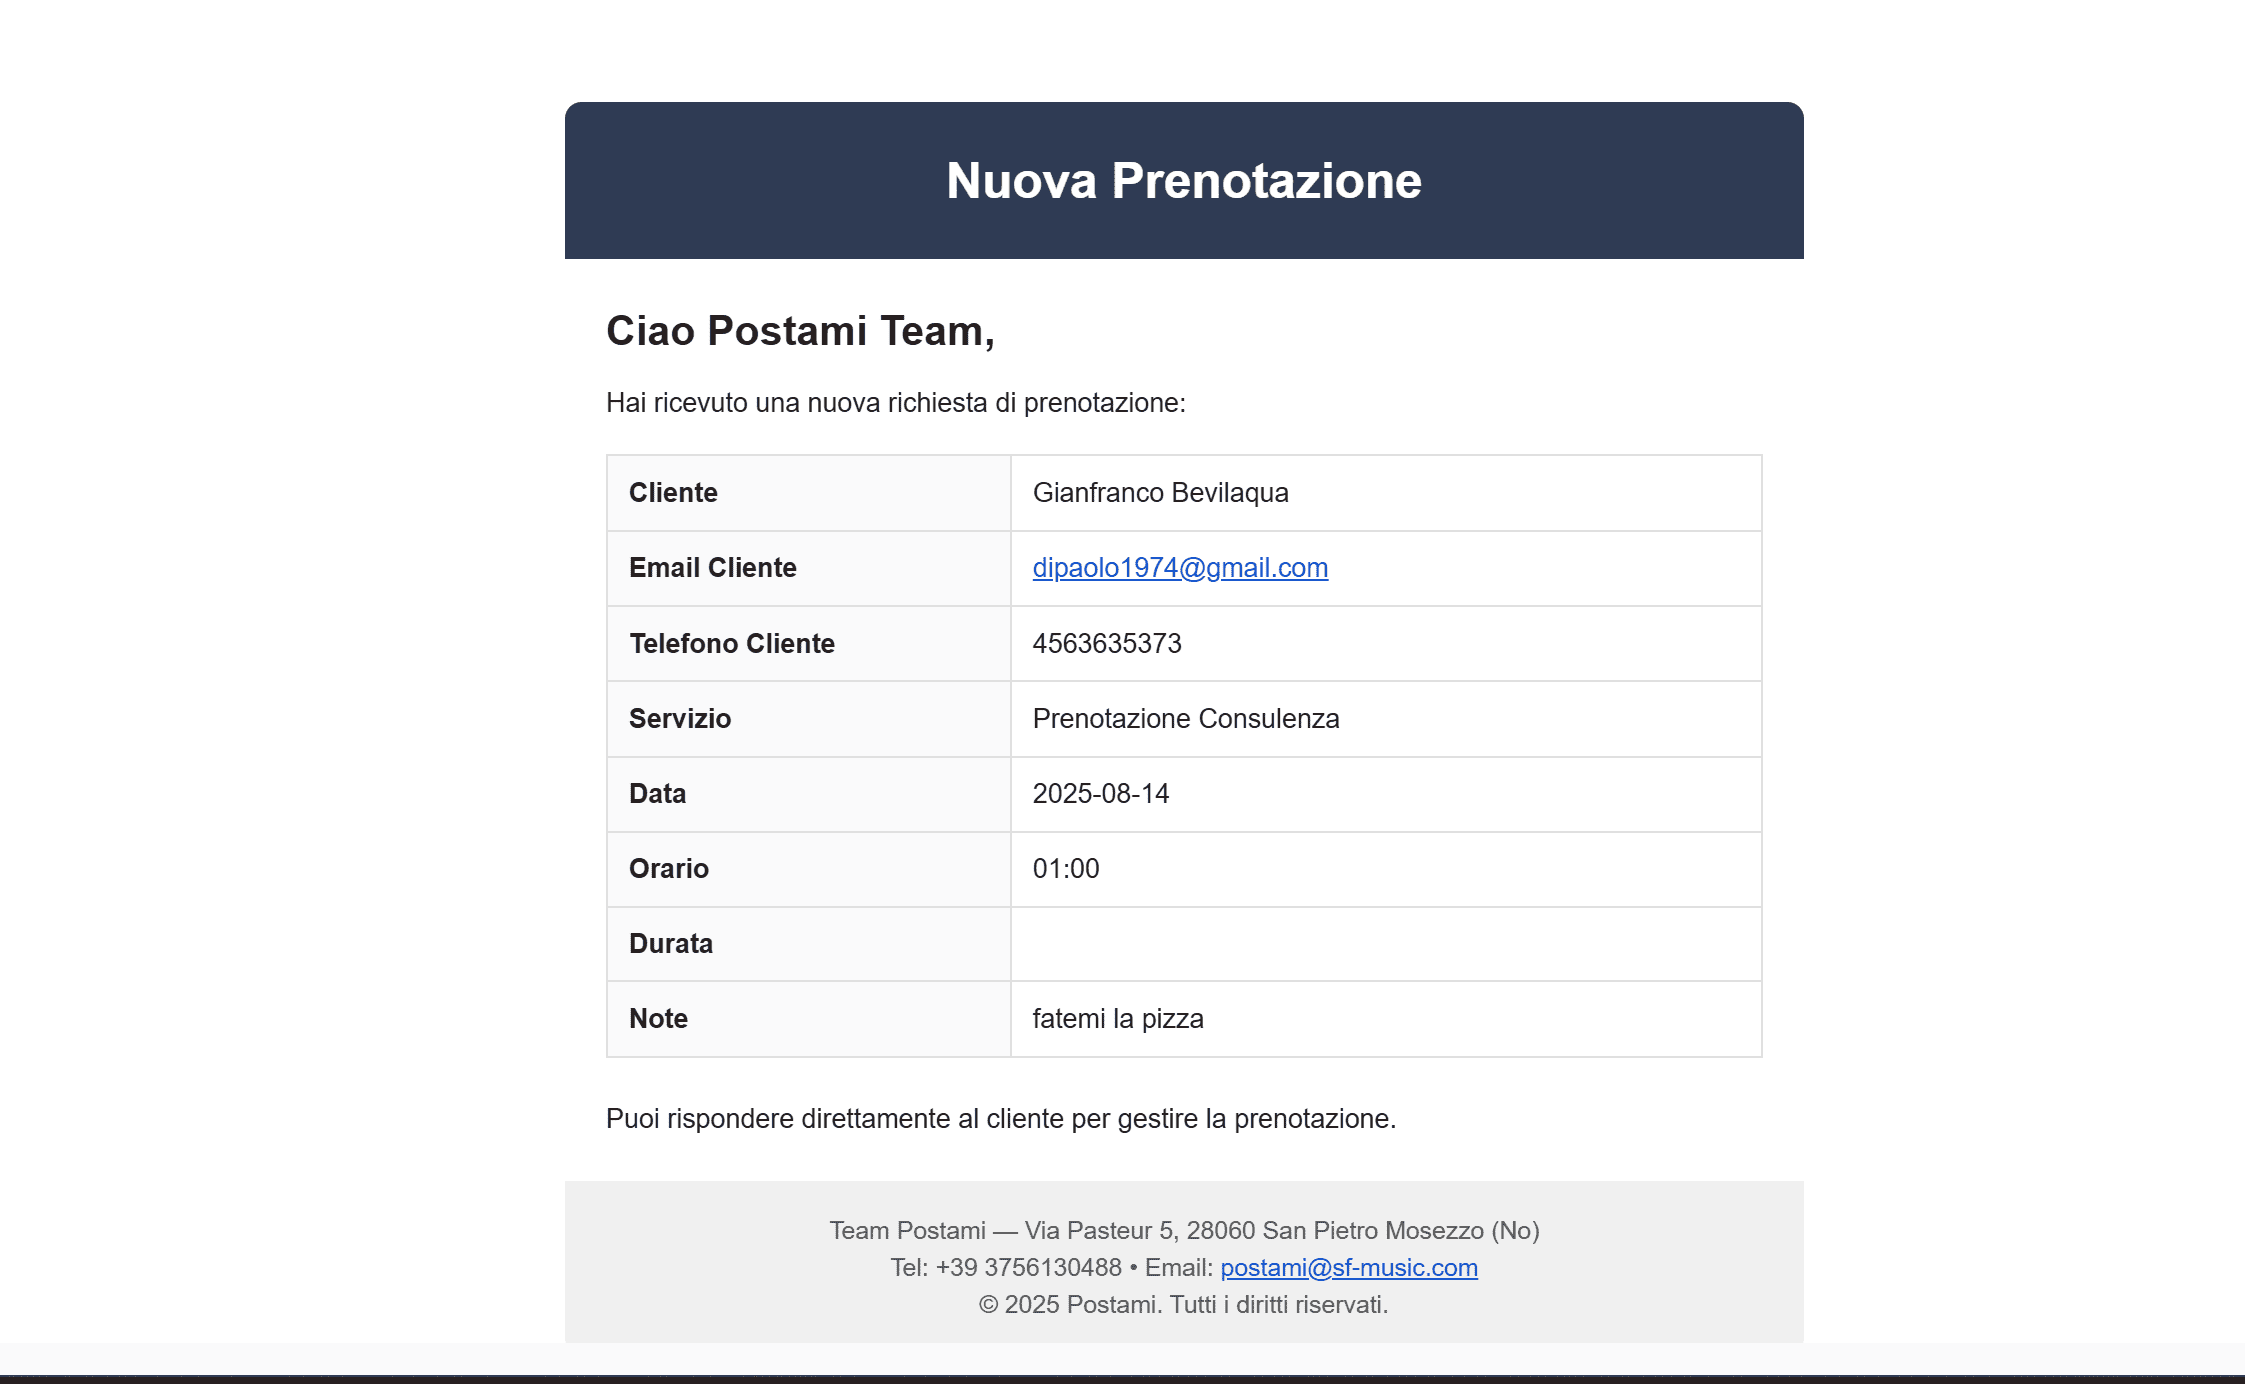 Nuova Prenotazione
Ciao Postami Team,
Hai ricevuto una nuova richiesta di prenotazione:
Cliente Gianfranco Bevilaqua
Email Cliente dipaolo1974@gmail.com
Telefono Cliente 4563635373
Servizio Prenotazione Consulenza
Data 2025-08-14
Orario 01:00
Durata
Note fatemi la pizza
Puoi rispondere direttamente al cliente per gestire la prenotazione.
Team Postami — Via Pasteur 5, 28060 San Pietro Mosezzo (No)
Tel: +39 3756130488 • Email: postami@sf-music.com
© 2025 Postami. Tutti i diritti riservati.